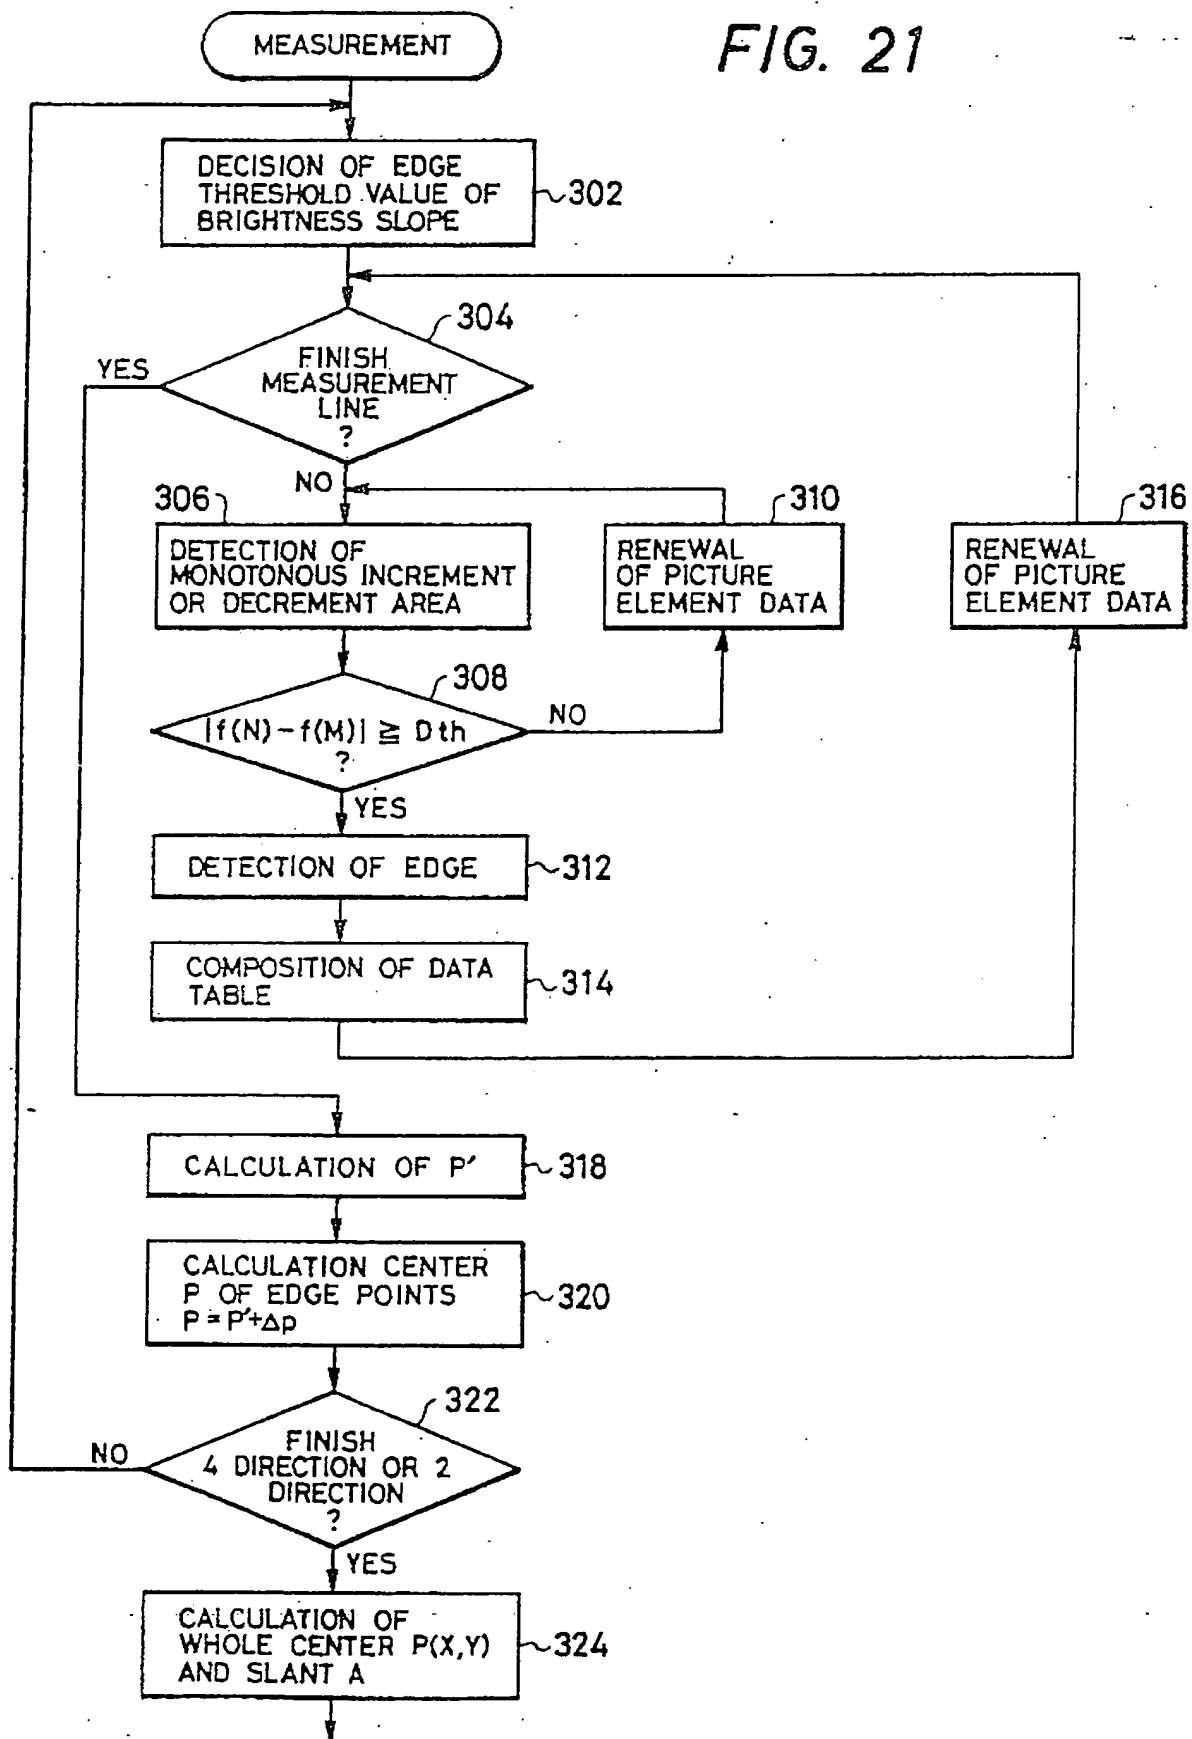 FIG. 21
MEASUREMENT
DECISION OF EDGE
THRESHOLD VALUE OF
BRIGHTNESS SLOPE
302
304
YES
FINISH
MEASUREMENT
LINE
?
NO
306
310
316
DETECTION OF
MONOTONOUS INCREMENT
OR DECREMENT AREA
RENEWAL
OF PICTURE
ELEMENT DATA
RENEWAL
OF PICTURE
ELEMENT DATA
308
|f(N)-f(M)| ≧ Dth
?
NO
YES
DETECTION OF EDGE
312
COMPOSITION OF DATA
TABLE
314
CALCULATION OF P′
318
CALCULATION CENTER
P OF EDGE POINTS
P=P′+Δp
320
322
NO
FINISH
4 DIRECTION OR 2
DIRECTION
?
YES
CALCULATION OF
WHOLE CENTER P(X,Y)
AND SLANT A
324